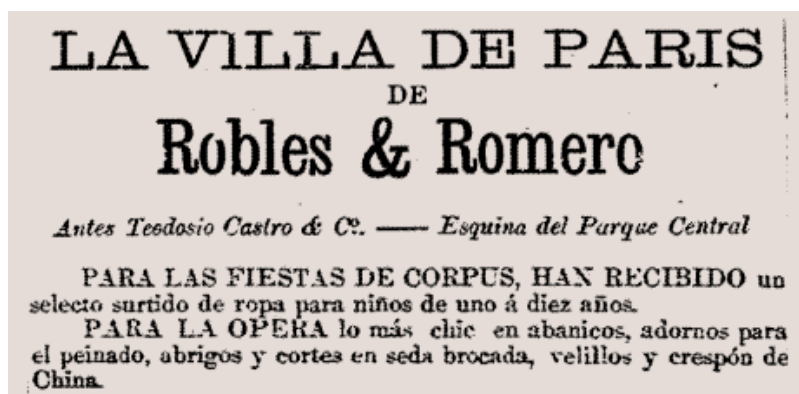 LA VILLA DE PARIS
DE
Robles & Romero
Antes Teodosio Castro & Cº. —— Esquina del Parque Central
PARA LAS FIESTAS DE CORPUS, HAN RECIBIDO un
selecto surtido de ropa para niños de uno á diez años.
PARA LA OPERA lo más chic en abanicos, adornos para
el peinado, abrigos y cortes en seda brocada, velillos y crespón de
China.